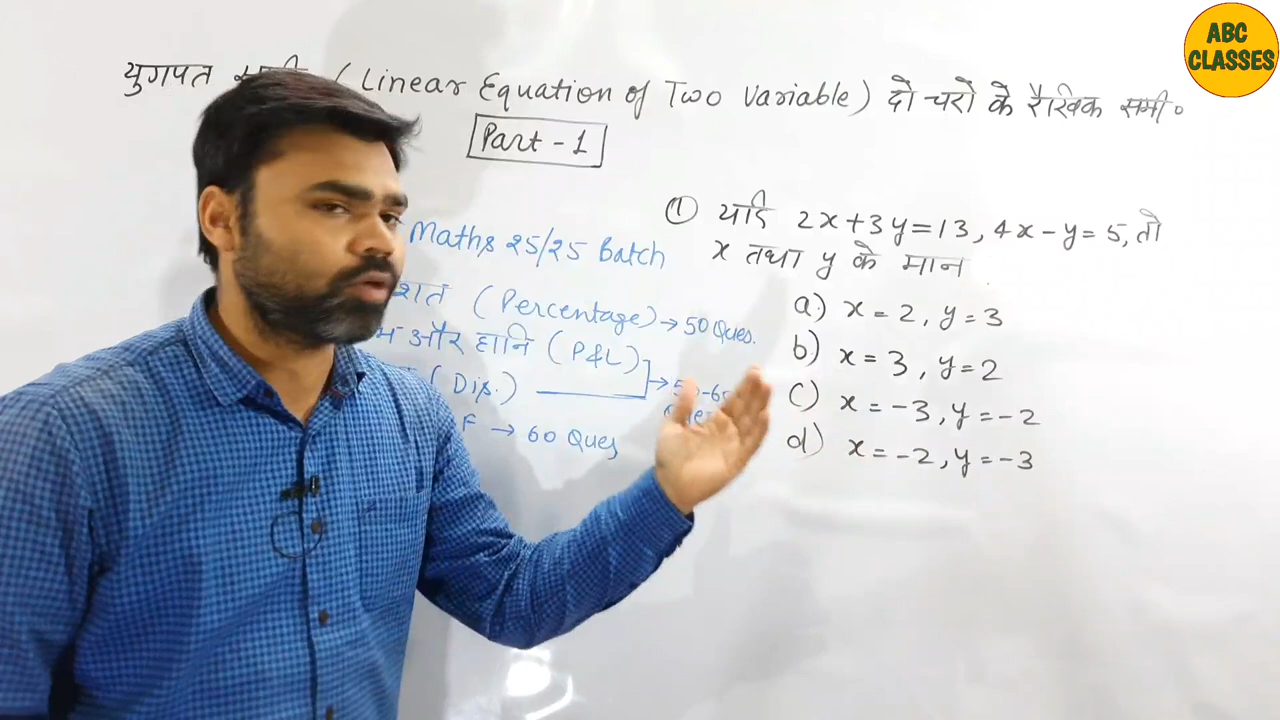 ABC
CLASSES
युगपत (Linear Equation of Two Variable) दो चरो के रैखिक समी०
Part - 1
① यदि 2x+3y=13, 4x-y=5, तो
x तथा y के मान
a) x=2, y=3
b) x=3, y=2
c) x=-3, y=-2
d) x=-2, y=-3
Maths 25/25 Batch
(Percentage) → 50 Ques.
और हानि (P&L)
(Dis.)
F → 60 Ques